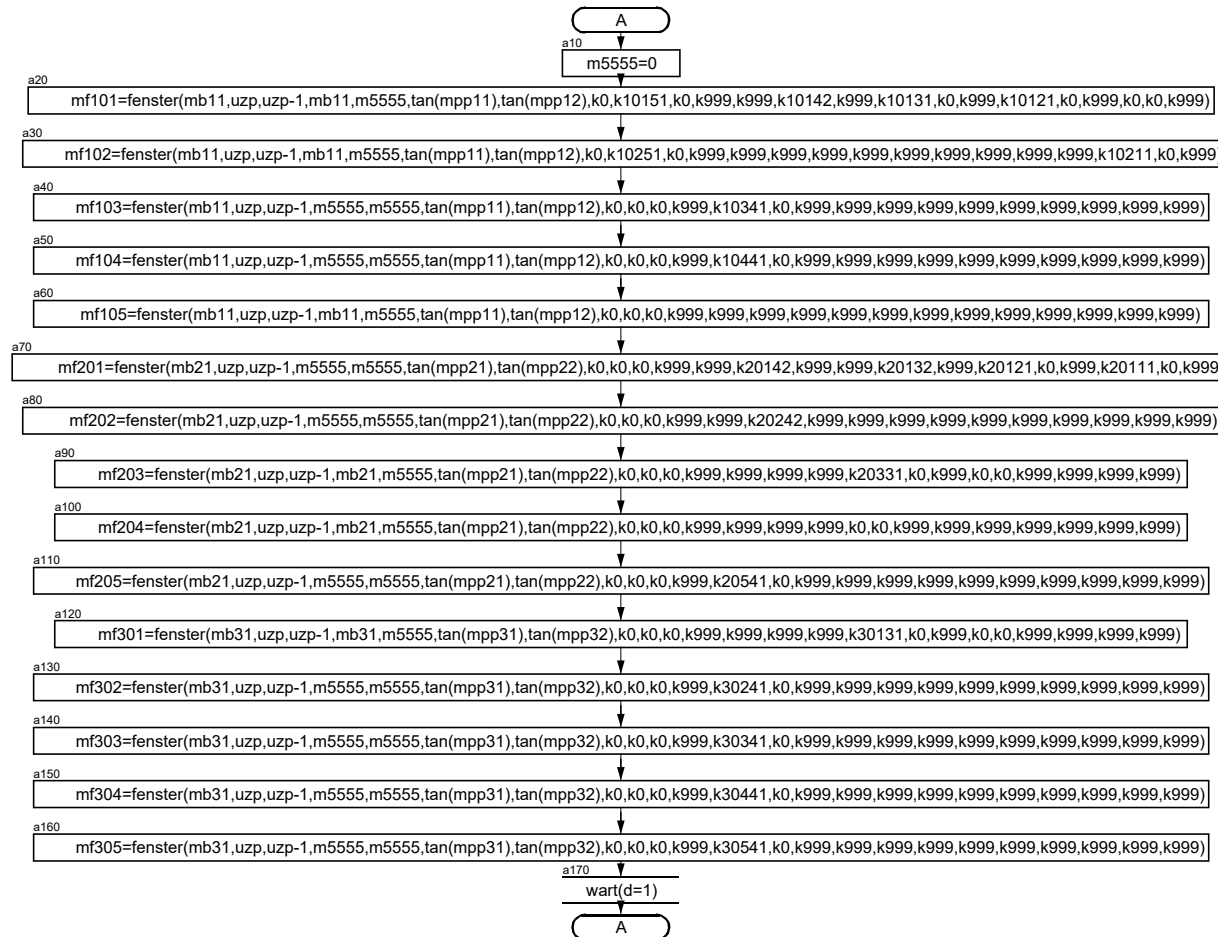 A
a10
m5555=0
a20
mf101=fenster(mb11,uzp,uzp-1,mb11,m5555,tan(mpp11),tan(mpp12),k0,k10151,k0,k999,k999,k10142,k999,k10131,k0,k999,k10121,k0,k999,k0,k0,k999)
a30
mf102=fenster(mb11,uzp,uzp-1,mb11,m5555,tan(mpp11),tan(mpp12),k0,k10251,k0,k999,k999,k999,k999,k999,k999,k999,k999,k999,k999,k10211,k0,k999)
a40
mf103=fenster(mb11,uzp,uzp-1,m5555,m5555,tan(mpp11),tan(mpp12),k0,k0,k0,k999,k10341,k0,k999,k999,k999,k999,k999,k999,k999,k999,k999,k999)
a50
mf104=fenster(mb11,uzp,uzp-1,m5555,m5555,tan(mpp11),tan(mpp12),k0,k0,k0,k999,k10441,k0,k999,k999,k999,k999,k999,k999,k999,k999,k999,k999)
a60
mf105=fenster(mb11,uzp,uzp-1,mb11,m5555,tan(mpp11),tan(mpp12),k0,k0,k0,k999,k999,k999,k999,k999,k999,k999,k999,k999,k999,k999,k999,k999)
a70
mf201=fenster(mb21,uzp,uzp-1,m5555,m5555,tan(mpp21),tan(mpp22),k0,k0,k0,k999,k999,k20142,k999,k999,k20132,k999,k20121,k0,k999,k20111,k0,k999
a80
mf202=fenster(mb21,uzp,uzp-1,m5555,m5555,tan(mpp21),tan(mpp22),k0,k0,k0,k999,k999,k20242,k999,k999,k999,k999,k999,k999,k999,k999,k999,k999)
a90
mf203=fenster(mb21,uzp,uzp-1,mb21,m5555,tan(mpp21),tan(mpp22),k0,k0,k0,k999,k999,k999,k999,k20331,k0,k999,k0,k0,k999,k999,k999,k999)
a100
mf204=fenster(mb21,uzp,uzp-1,mb21,m5555,tan(mpp21),tan(mpp22),k0,k0,k0,k999,k999,k999,k999,k0,k0,k999,k999,k999,k999,k999,k999,k999)
a110
mf205=fenster(mb21,uzp,uzp-1,m5555,m5555,tan(mpp21),tan(mpp22),k0,k0,k0,k999,k20541,k0,k999,k999,k999,k999,k999,k999,k999,k999,k999,k999)
a120
mf301=fenster(mb31,uzp,uzp-1,mb31,m5555,tan(mpp31),tan(mpp32),k0,k0,k0,k999,k999,k999,k999,k30131,k0,k999,k0,k0,k999,k999,k999,k999)
a130
mf302=fenster(mb31,uzp,uzp-1,m5555,m5555,tan(mpp31),tan(mpp32),k0,k0,k0,k999,k30241,k0,k999,k999,k999,k999,k999,k999,k999,k999,k999,k999)
a140
mf303=fenster(mb31,uzp,uzp-1,m5555,m5555,tan(mpp31),tan(mpp32),k0,k0,k0,k999,k30341,k0,k999,k999,k999,k999,k999,k999,k999,k999,k999,k999)
a150
mf304=fenster(mb31,uzp,uzp-1,m5555,m5555,tan(mpp31),tan(mpp32),k0,k0,k0,k999,k30441,k0,k999,k999,k999,k999,k999,k999,k999,k999,k999,k999)
a160
mf305=fenster(mb31,uzp,uzp-1,m5555,m5555,tan(mpp31),tan(mpp32),k0,k0,k0,k999,k30541,k0,k999,k999,k999,k999,k999,k999,k999,k999,k999,k999)
a170
wart(d=1)
A